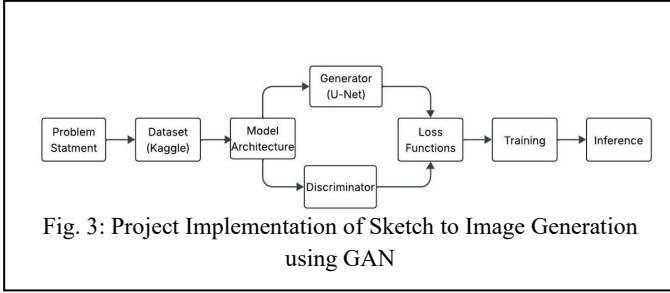 Problem
Statment
Dataset
(Kaggle)
Model
Architecture
Generator
(U-Net)
Discriminator
Loss
Functions
Training
Inference
Fig. 3: Project Implementation of Sketch to Image Generation
using GAN